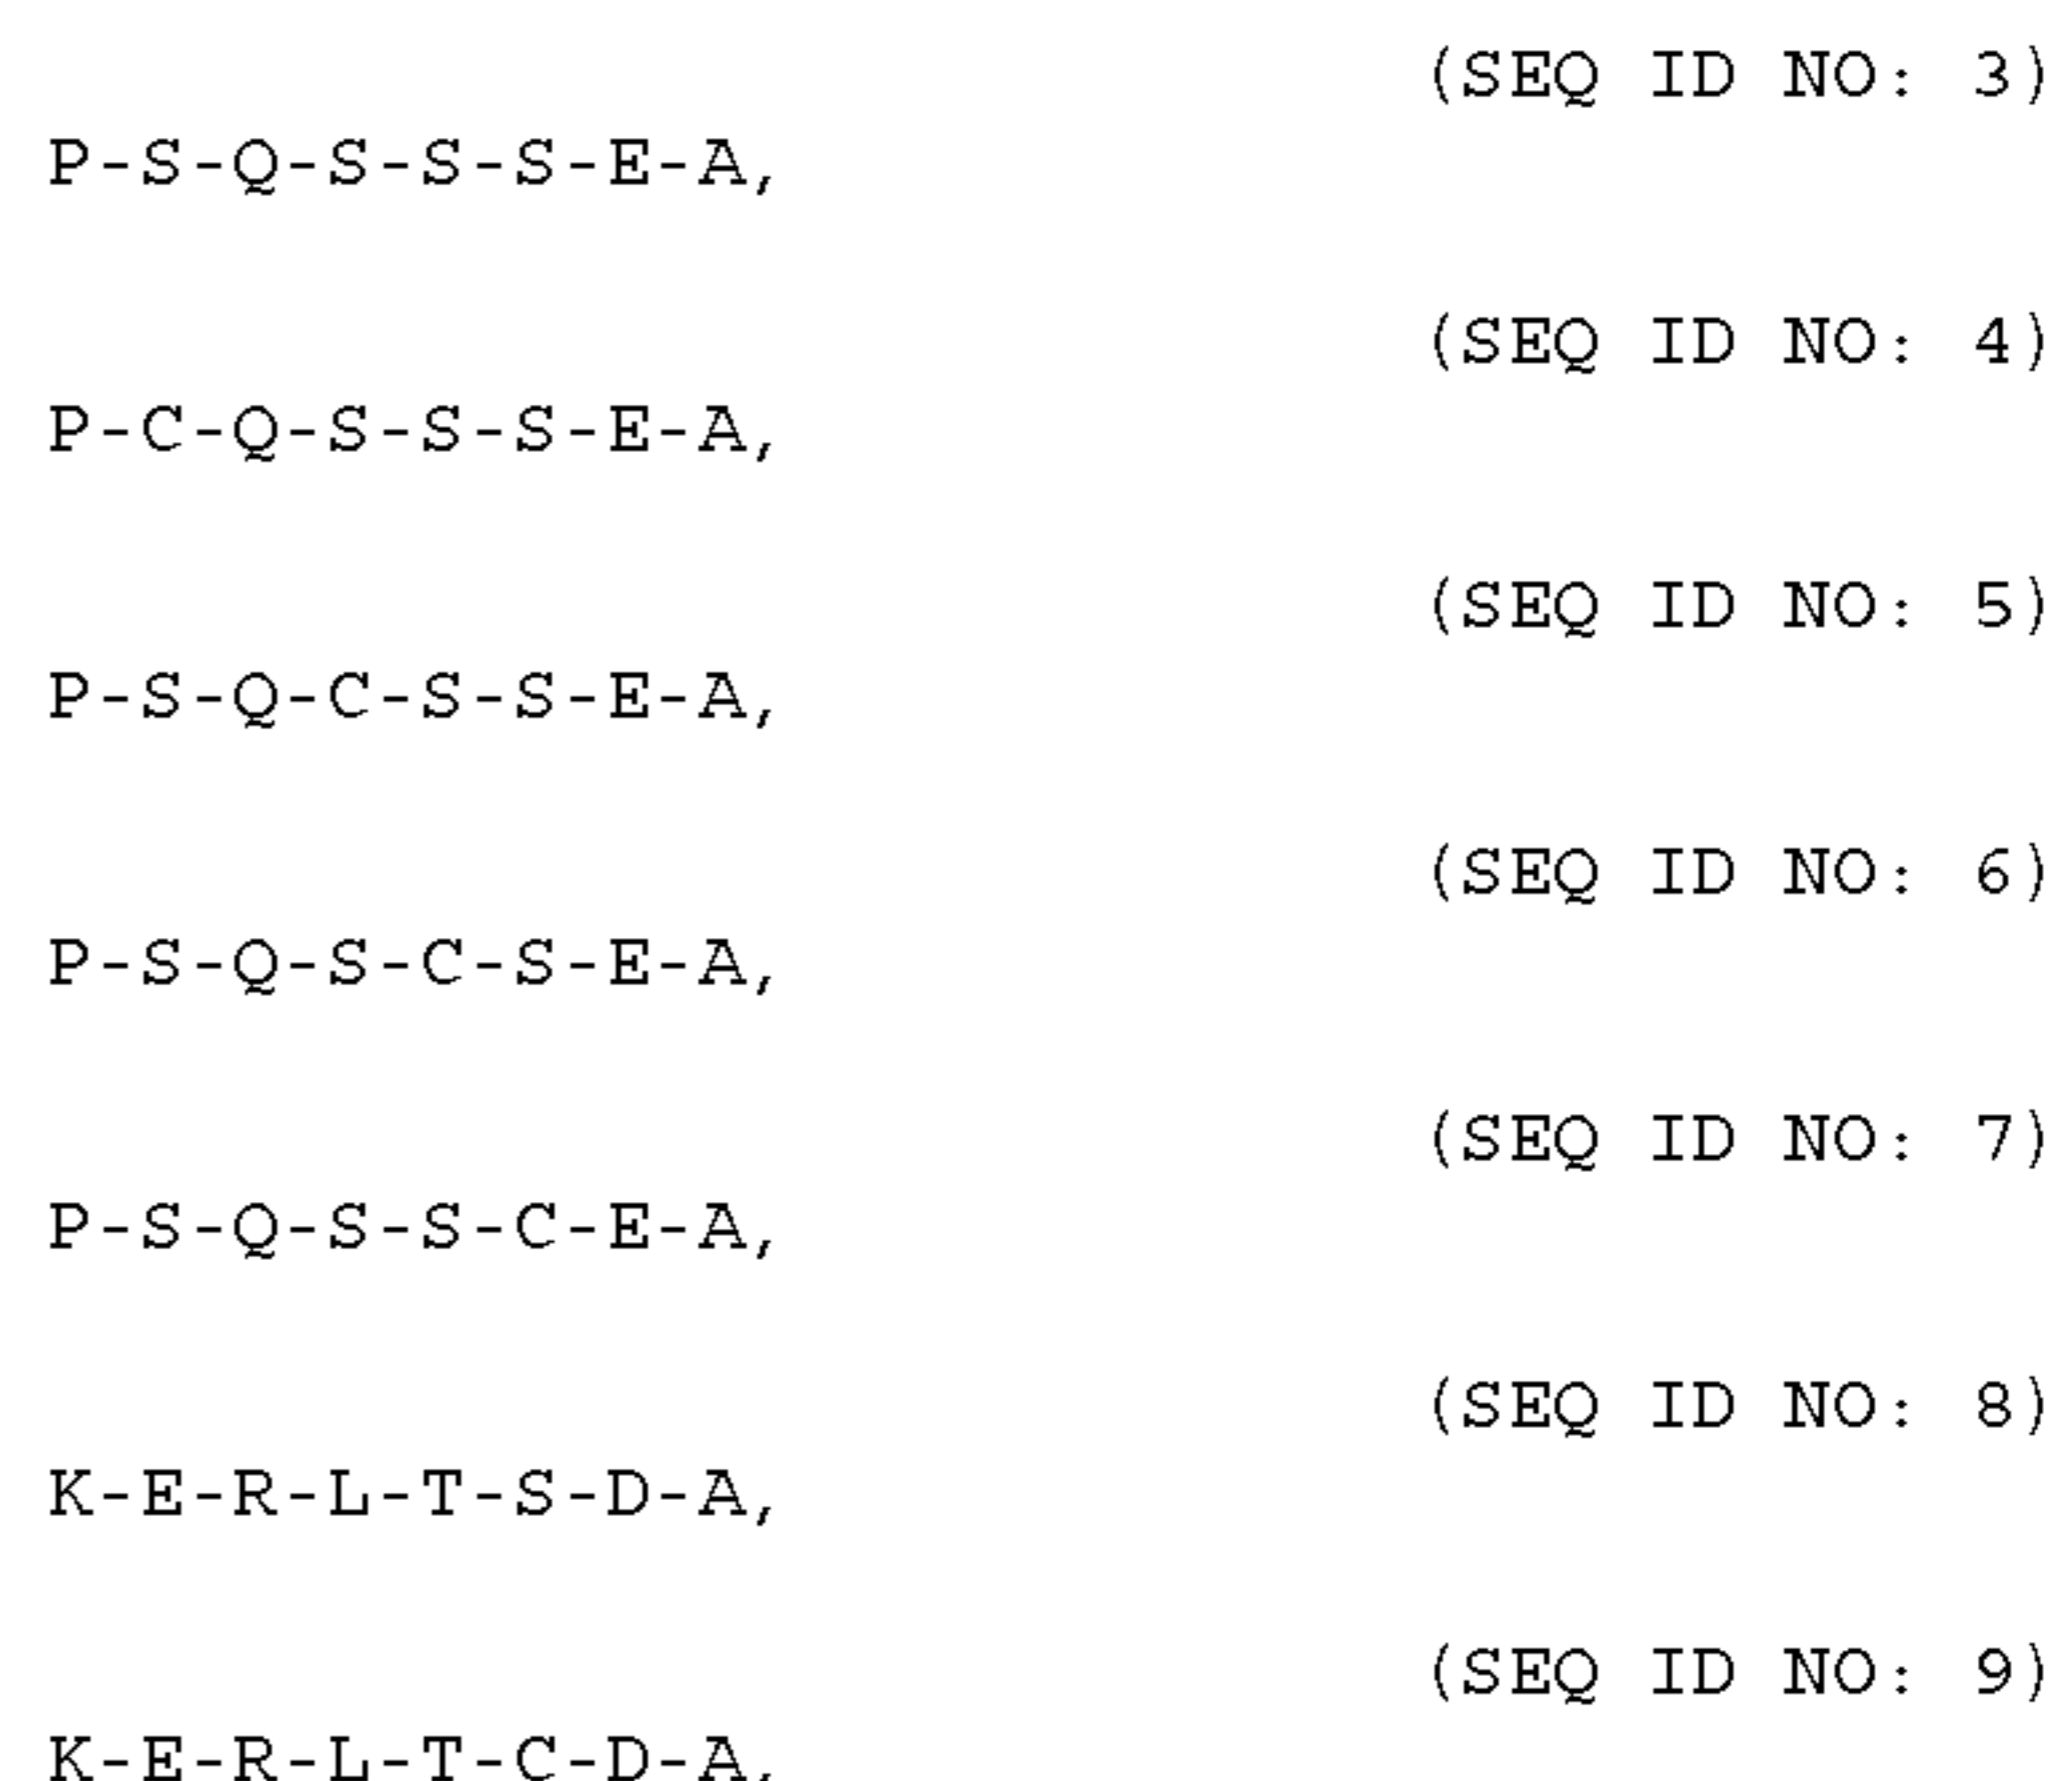 (SEQ ID NO: 3)
P-S-Q-S-S-S-E-A,
(SEQ ID NO: 4)
P-C-Q-S-S-S-E-A,
(SEQ ID NO: 5)
P-S-Q-C-S-S-E-A,
(SEQ ID NO: 6)
P-S-Q-S-C-S-E-A,
(SEQ ID NO: 7)
P-S-Q-S-S-C-E-A,
(SEQ ID NO: 8)
K-E-R-L-T-S-D-A,
(SEQ ID NO: 9)
K-E-R-L-T-C-D-A,